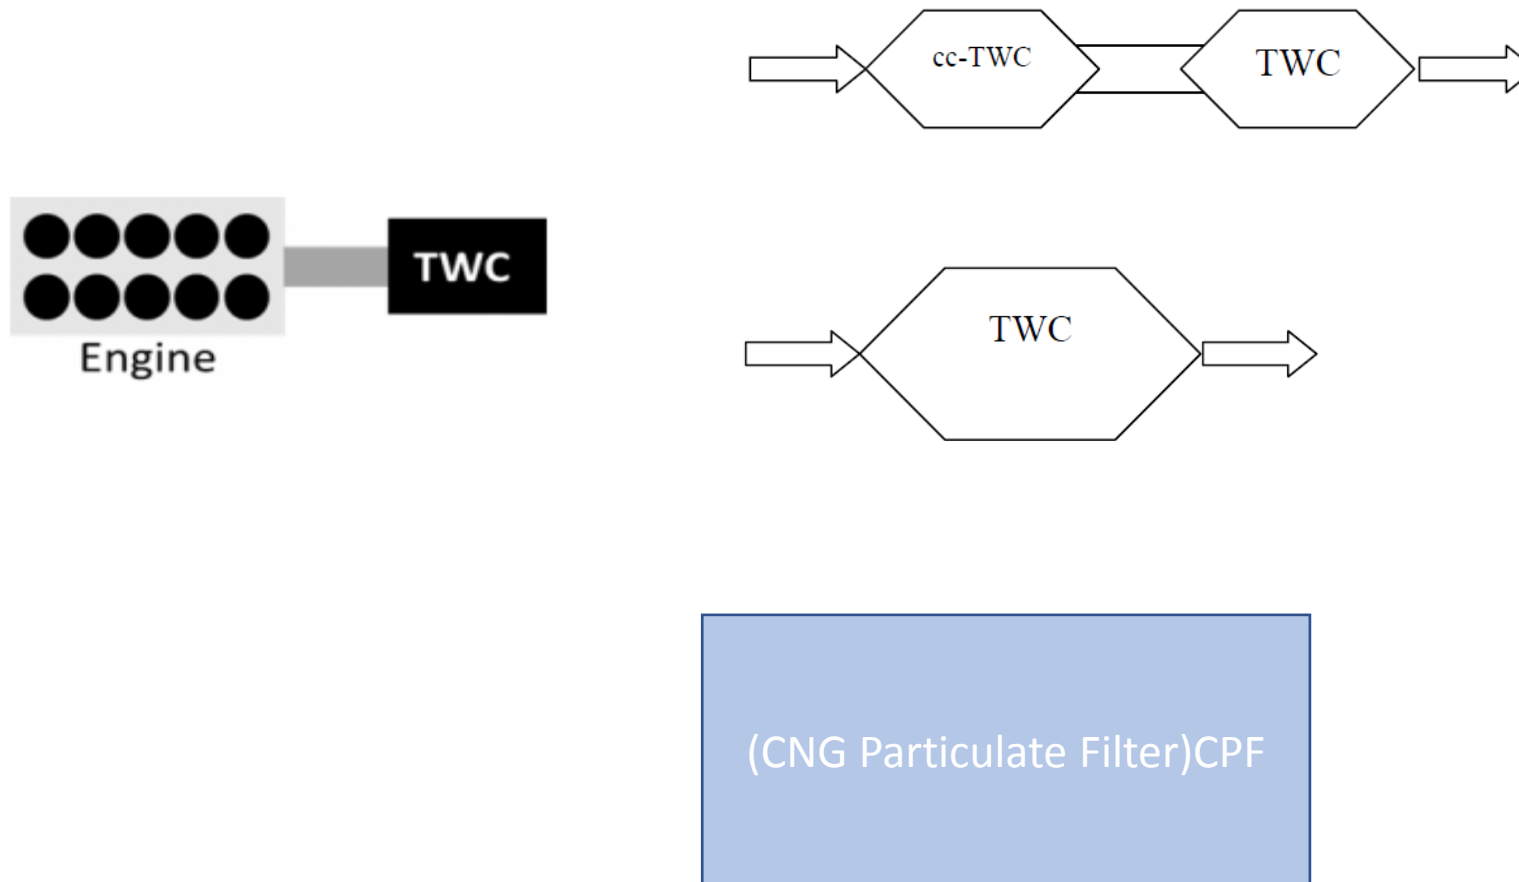 cc-TWC
TWC
TWC
Engine
TWC
(CNG Particulate Filter)CPF